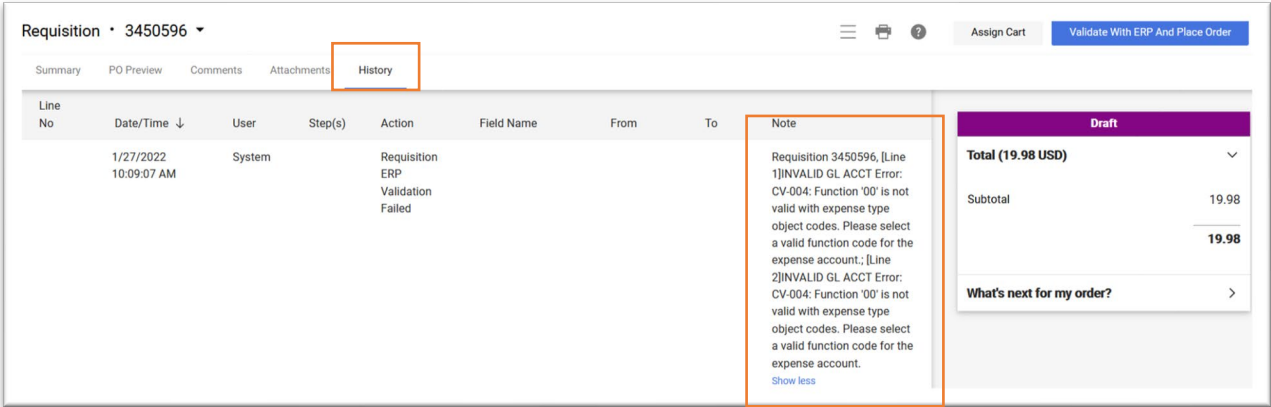 Requisition • 3450596
Assign Cart
Validate With ERP And Place Order
Summary PO Preview Comments Attachments History
Line
No Date/Time User Step(s) Action Field Name From To Note
1/27/2022
10:09:07 AM
System
Requisition
ERP
Validation
Failed
Requisition 3450596, [Line
1]INVALID GL ACCT Error:
CV-004: Function '00' is not
valid with expense type
object codes. Please select
a valid function code for the
expense account.; [Line
2]INVALID GL ACCT Error:
CV-004: Function '00' is not
valid with expense type
object codes. Please select
a valid function code for the
expense account.
Show less
Draft
Total (19.98 USD)
Subtotal 19.98
19.98
What's next for my order?